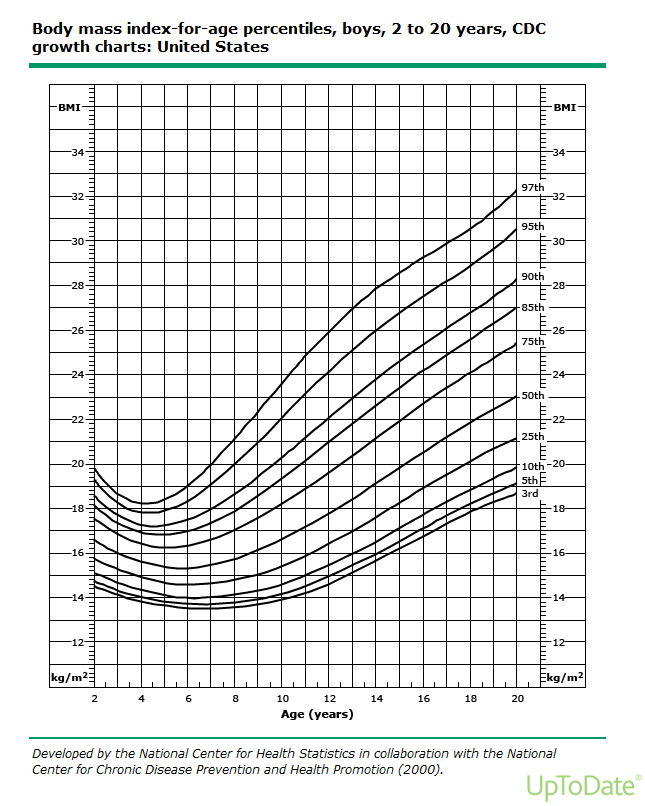 Body mass index-for-age percentiles, boys, 2 to 20 years, CDC
growth charts: United States
BMI BMI
34 34
97th
32 32
95th
30 30
90th
28 28
85th
26 26
75th
24 24
50th
22 22
25th
20 10th 20
5th
3rd
18 18
16 16
14 14
12 12
kg/m² kg/m²
2 4 6 8 10 12 14 16 18 20
Age (years)
Developed by the National Center for Health Statistics in collaboration with the National
Center for Chronic Disease Prevention and Health Promotion (2000).
UpToDate®